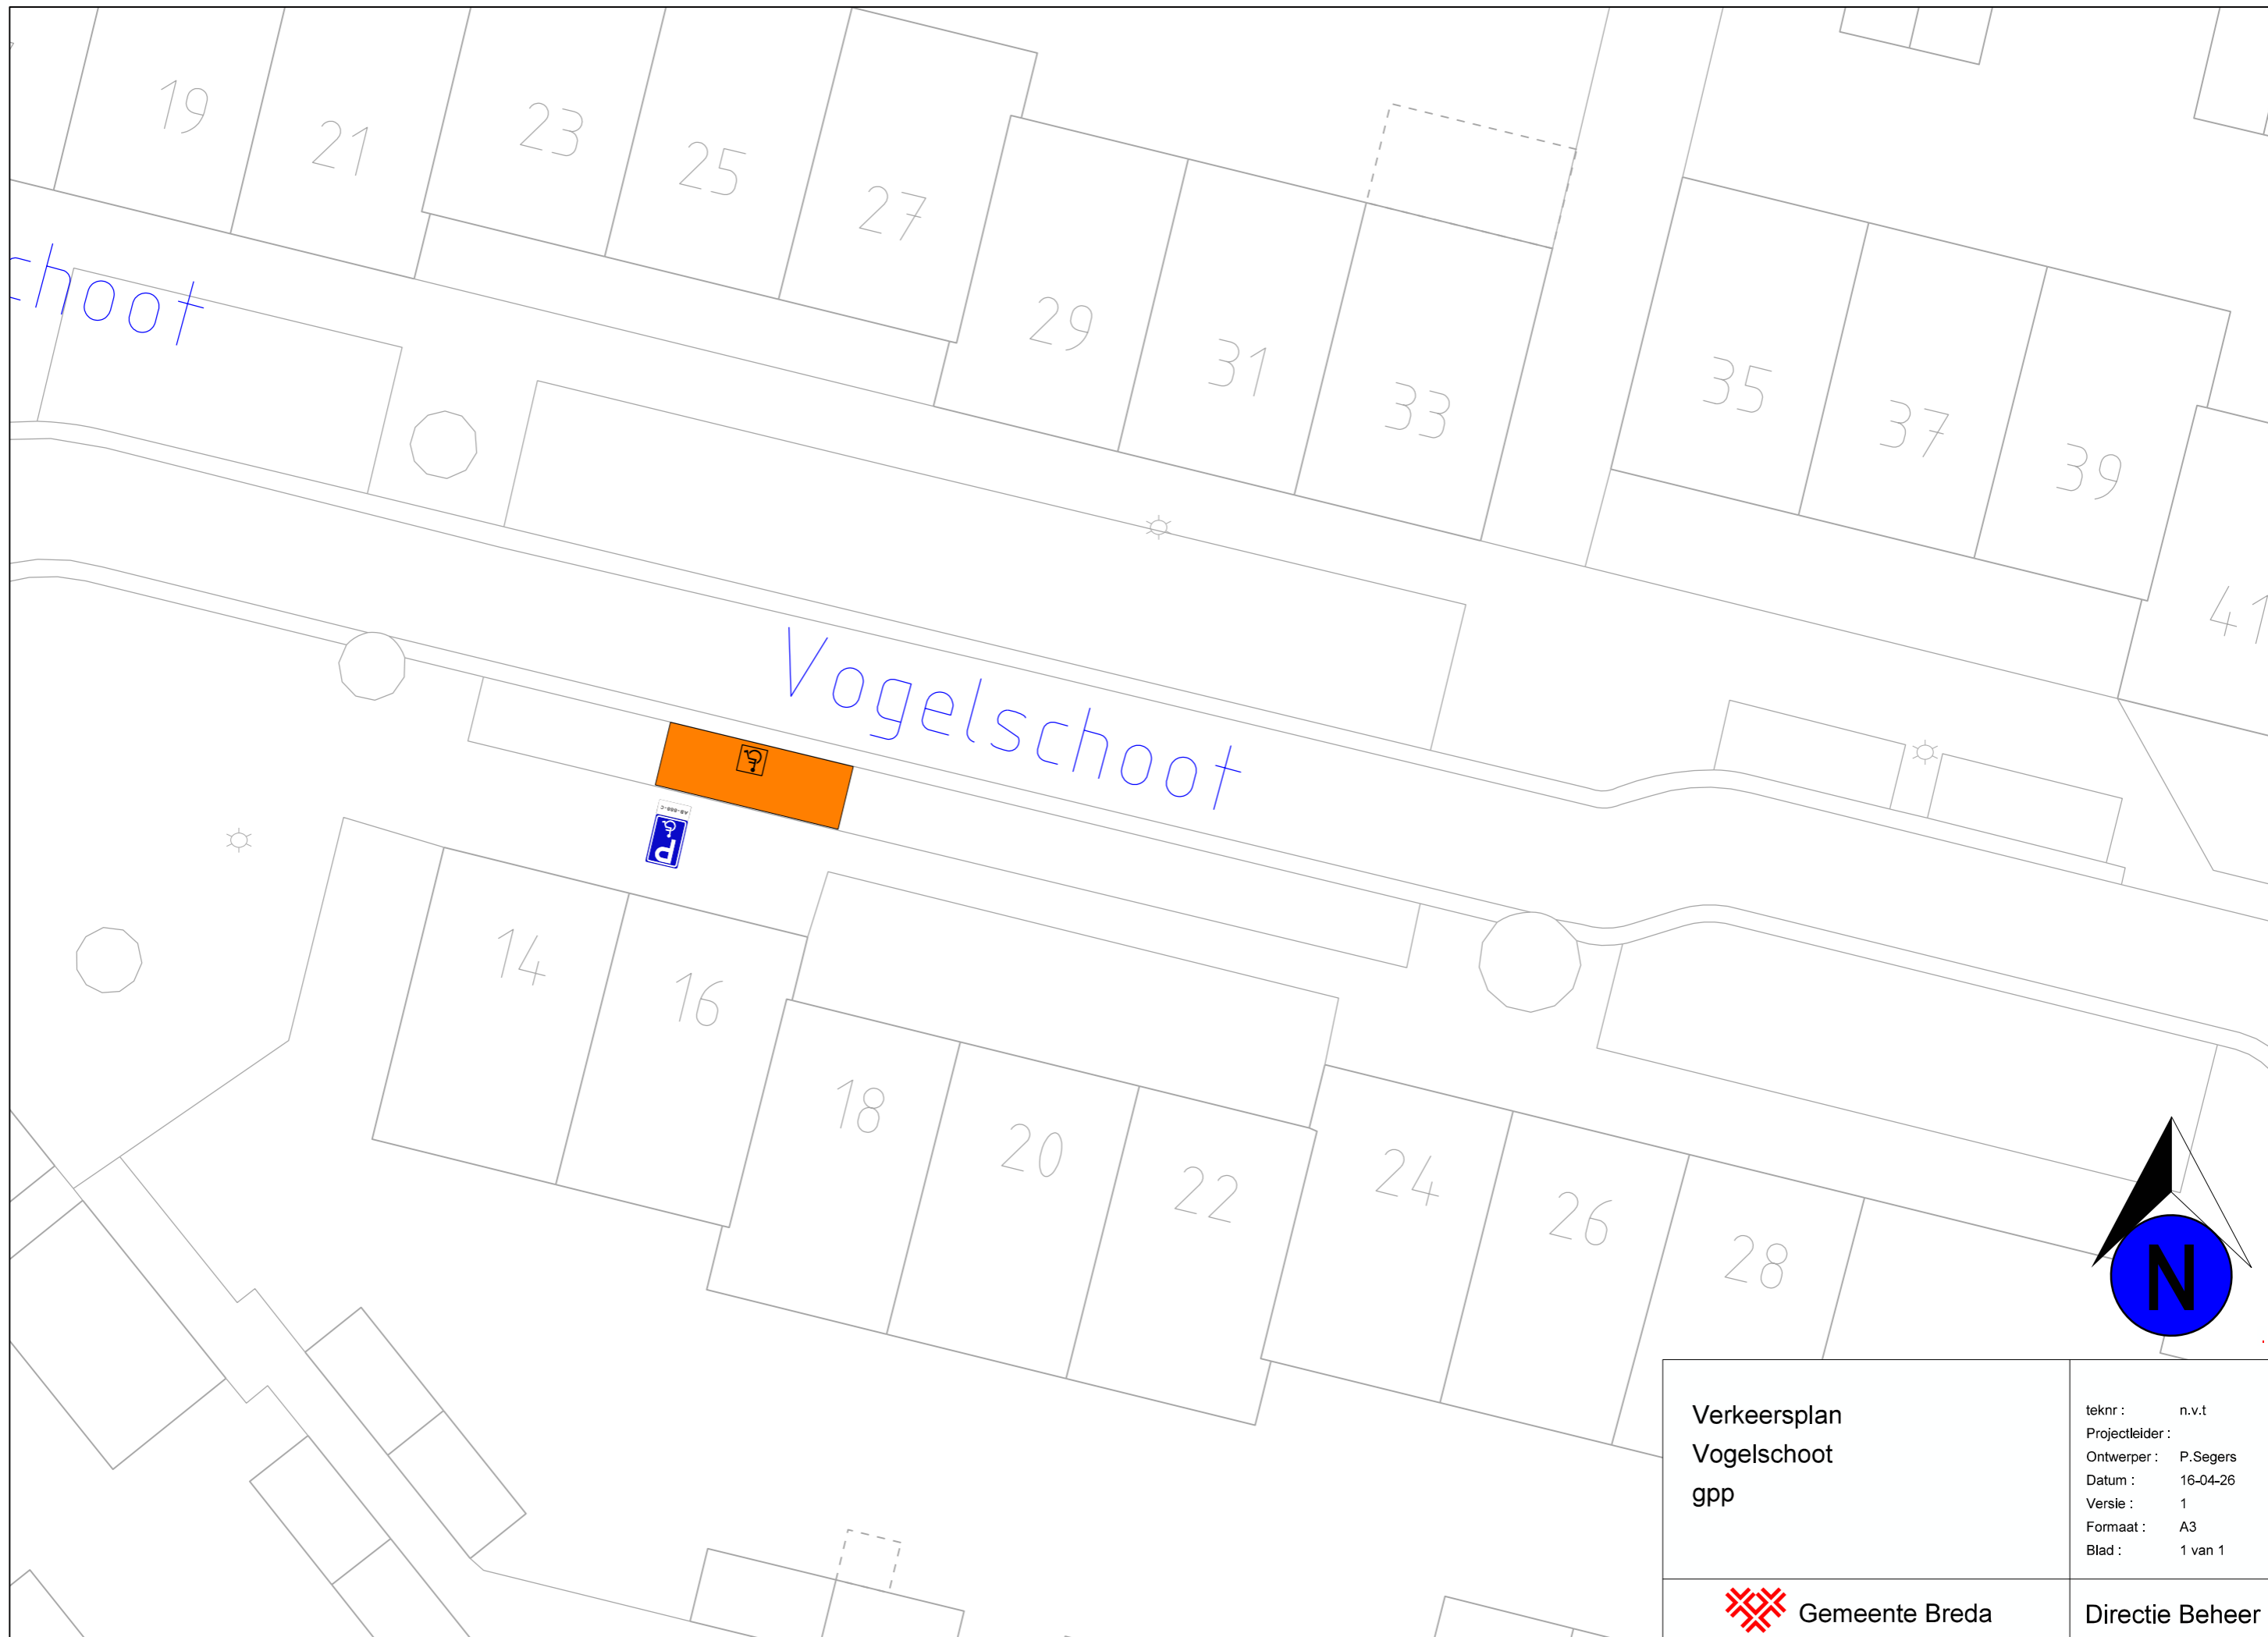 19
21
23
25
27
29
31
33
35
37
39
41
choot
Vogelschoot
P
14
16
18
20
22
24
26
28
N
Verkeersplan
Vogelschoot
gpp
teknr : n.v.t
Projectleider :
Ontwerper : P.Segers
Datum : 16-04-26
Versie : 1
Formaat : A3
Blad : 1 van 1
Gemeente Breda
Directie Beheer